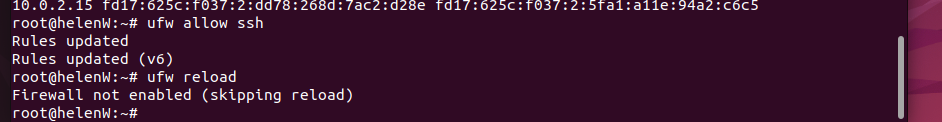 10.0.2.15 fd17:625c:f037:2:dd78:268d:7ac2:d28e fd17:625c:f037:2:5fa1:a11e:94a2:c6c5
root@helenW:~# ufw allow ssh
Rules updated
Rules updated (v6)
root@helenW:~# ufw reload
Firewall not enabled (skipping reload)
root@helenW:~#